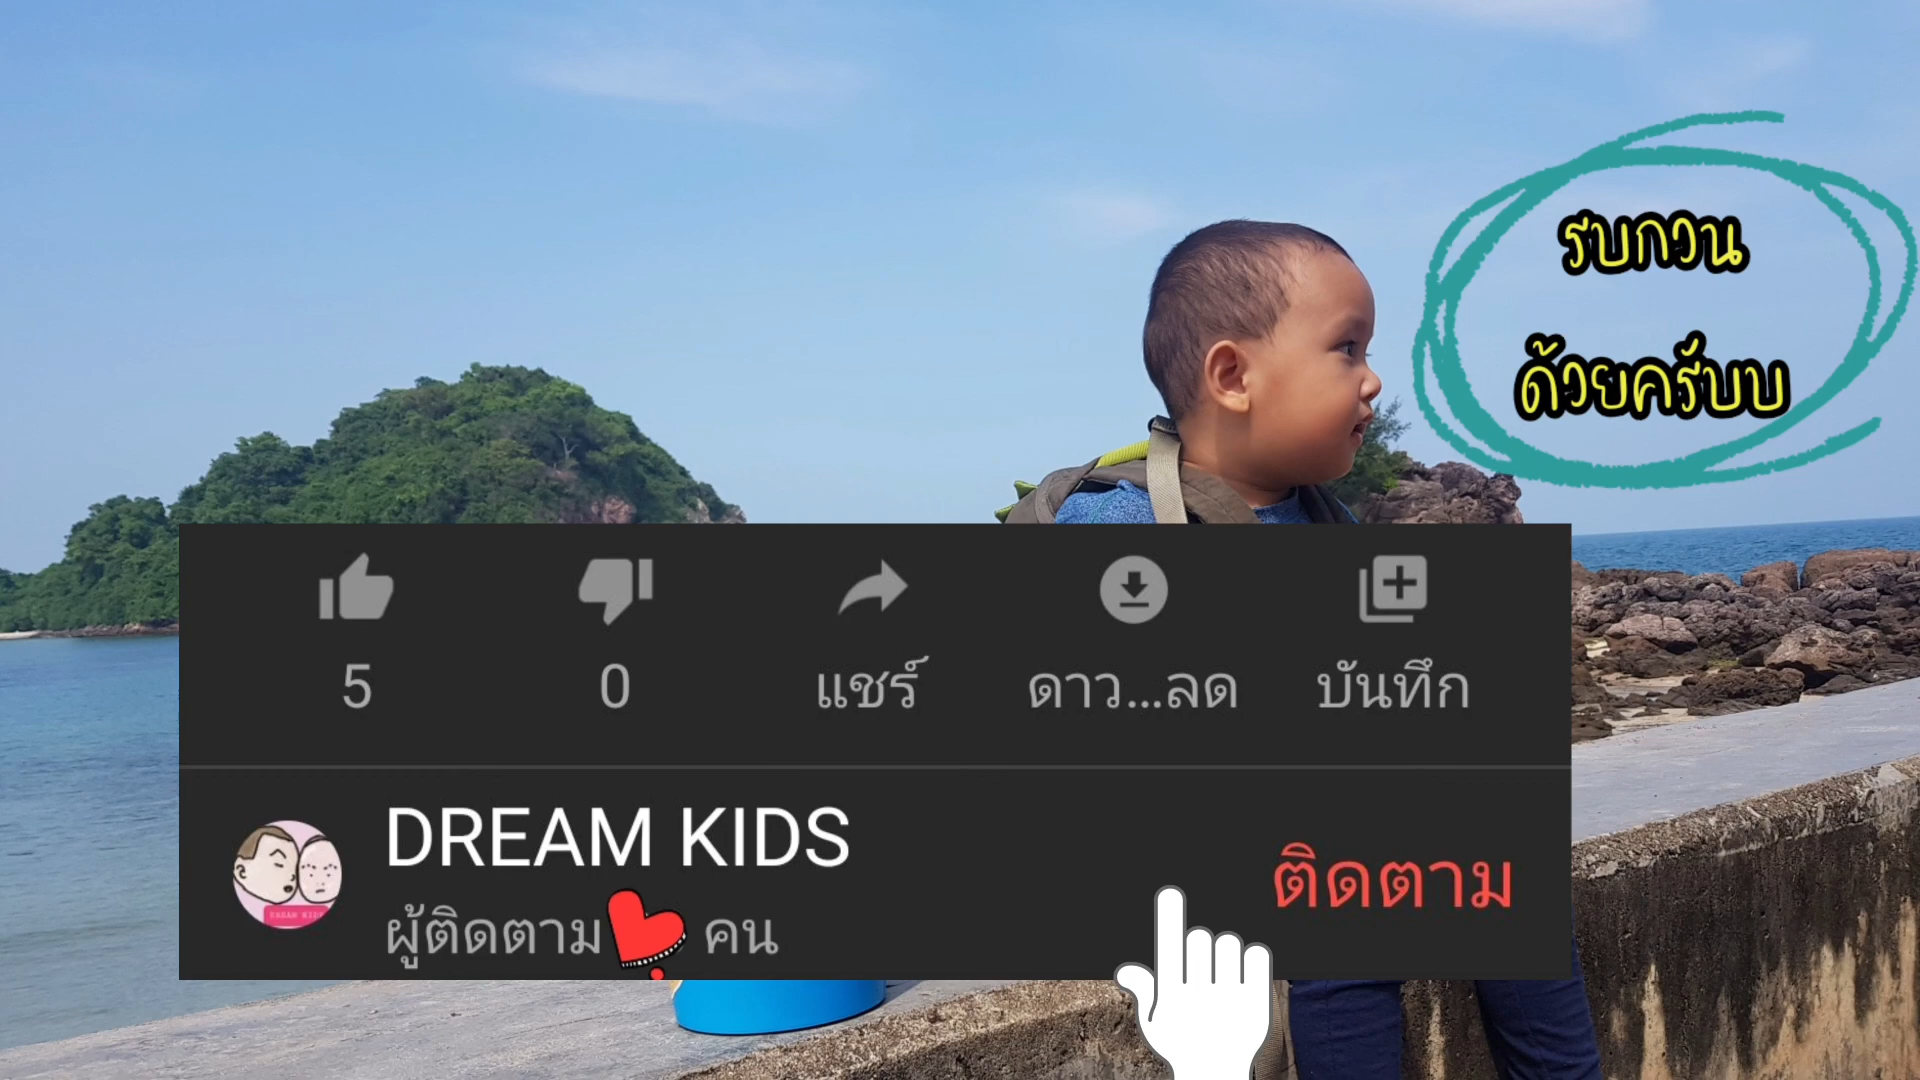 รบกวน
ด้วยครับบ
5
0
แชร์
ดาว...ลด
บันทึก
DREAM KIDS
ผู้ติดตาม คน
ติดตาม
DREAM KIDS